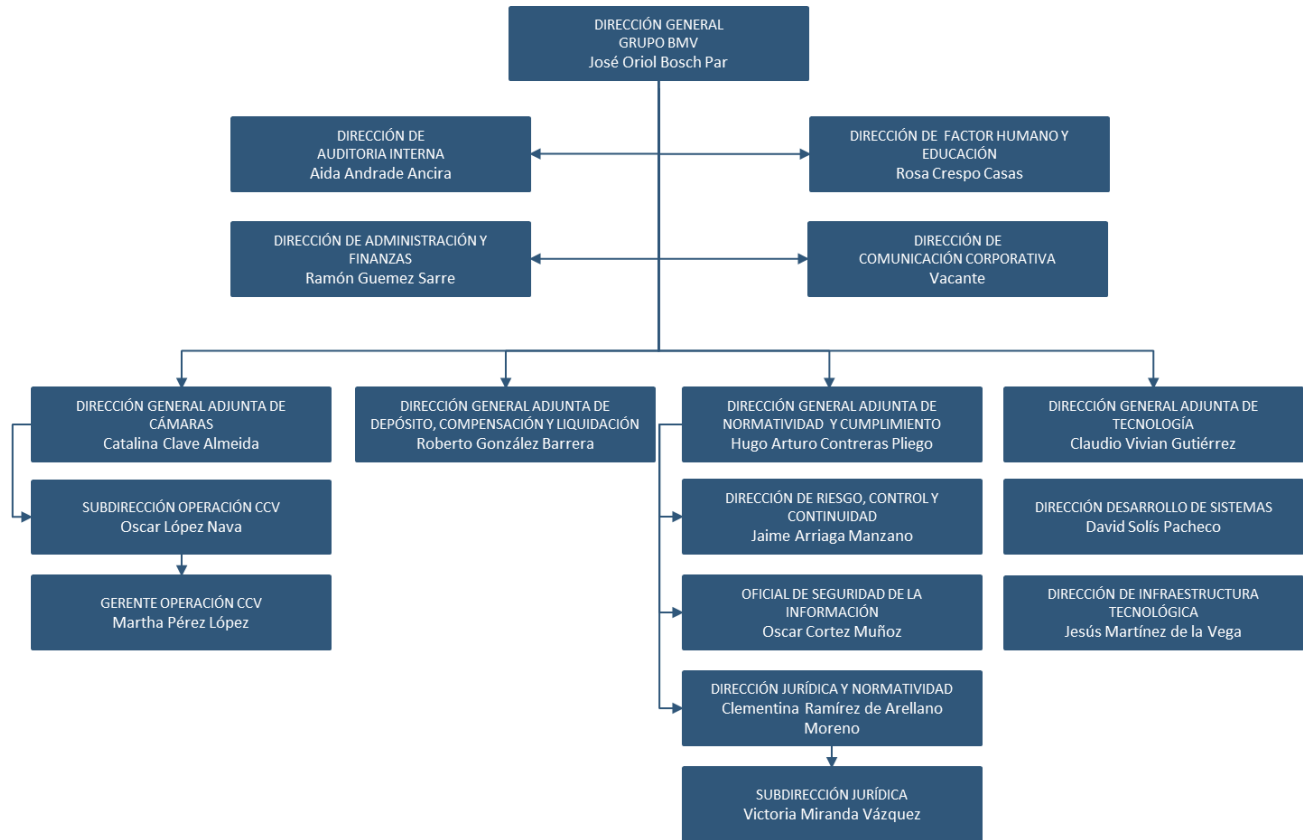 DIRECCIÓN GENERAL
GRUPO BMV
José Oriol Bosch Par
DIRECCIÓN DE
AUDITORIA INTERNA
Aida Andrade Ancira
DIRECCIÓN DE FACTOR HUMANO Y
EDUCACIÓN
Rosa Crespo Casas
DIRECCIÓN DE ADMINISTRACIÓN Y
FINANZAS
Ramón Guemez Sarre
DIRECCIÓN DE
COMUNICACIÓN CORPORATIVA
Vacante
DIRECCIÓN GENERAL ADJUNTA DE
CÁMARAS
Catalina Clave Almeida
DIRECCIÓN GENERAL ADJUNTA DE
DEPÓSITO, COMPENSACIÓN Y LIQUIDACIÓN
Roberto González Barrera
DIRECCIÓN GENERAL ADJUNTA DE
NORMATIVIDAD Y CUMPLIMIENTO
Hugo Arturo Contreras Pliego
DIRECCIÓN GENERAL ADJUNTA DE
TECNOLOGÍA
Claudio Vivian Gutiérrez
SUBDIRECCIÓN OPERACIÓN CCV
Oscar López Nava
DIRECCIÓN DE RIESGO, CONTROL Y
CONTINUIDAD
Jaime Arriaga Manzano
DIRECCIÓN DESARROLLO DE SISTEMAS
David Solís Pacheco
GERENTE OPERACIÓN CCV
Martha Pérez López
OFICIAL DE SEGURIDAD DE LA
INFORMACIÓN
Oscar Cortez Muñoz
DIRECCIÓN DE INFRAESTRUCTURA
TECNOLÓGICA
Jesús Martínez de la Vega
DIRECCIÓN JURÍDICA Y NORMATIVIDAD
Clementina Ramírez de Arellano
Moreno
SUBDIRECCIÓN JURÍDICA
Victoria Miranda Vázquez